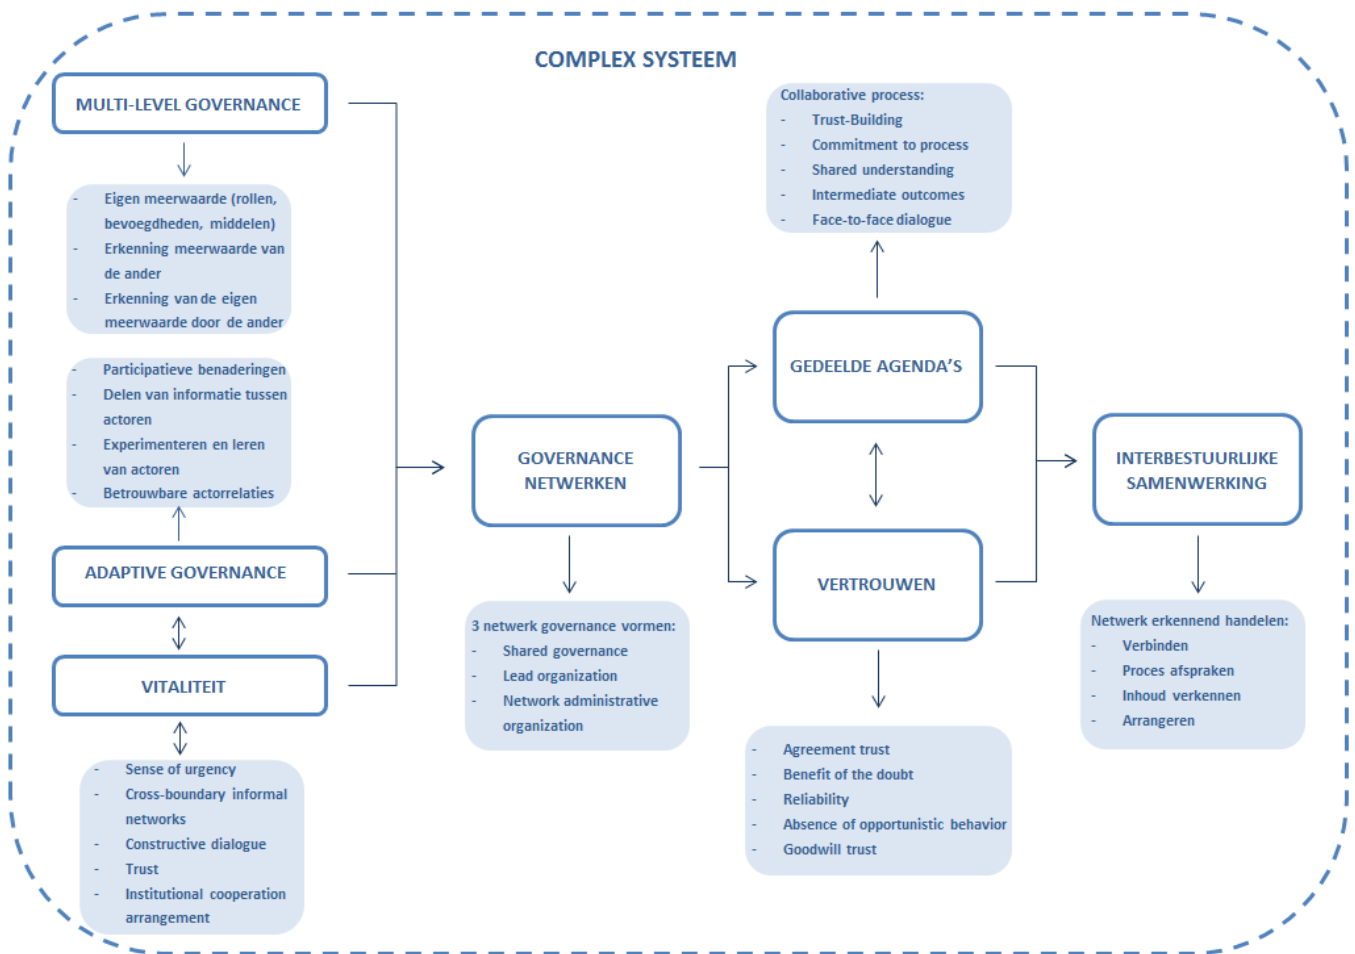 COMPLEX SYSTEEM
MULTI-LEVEL GOVERNANCE
- Eigen meerwaarde (rollen,
bevoegdheden, middelen)
- Erkenning meerwaarde van
de ander
- Erkenning van de eigen
meerwaarde door de ander
- Participatieve benaderingen
- Delen van informatie tussen
actoren
- Experimenteren en leren
van actoren
- Betrouwbare actorrelaties
ADAPTIVE GOVERNANCE
VITALITEIT
- Sense of urgency
- Cross-boundary informal
networks
- Constructive dialogue
- Trust
- Institutional cooperation
arrangement
GOVERNANCE
NETWERKEN
3 netwerk governance vormen:
- Shared governance
- Lead organization
- Network administrative
organization
Collaborative process:
- Trust-Building
- Commitment to process
- Shared understanding
- Intermediate outcomes
- Face-to-face dialogue
GEDEELDE AGENDA'S
VERTROUWEN
- Agreement trust
- Benefit of the doubt
- Reliability
- Absence of opportunistic behavior
- Goodwill trust
INTERBESTUURLIJKE
SAMENWERKING
Netwerk erkennend handelen:
- Verbinden
- Proces afspraken
- Inhoud verkennen
- Arrangeren